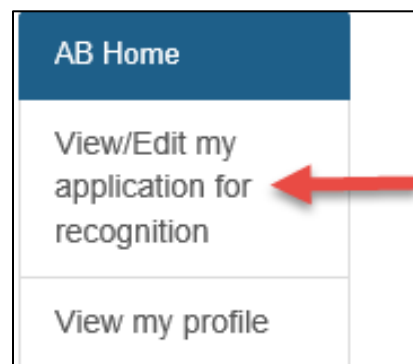 AB Home
View/Edit my
application for
recognition
View my profile